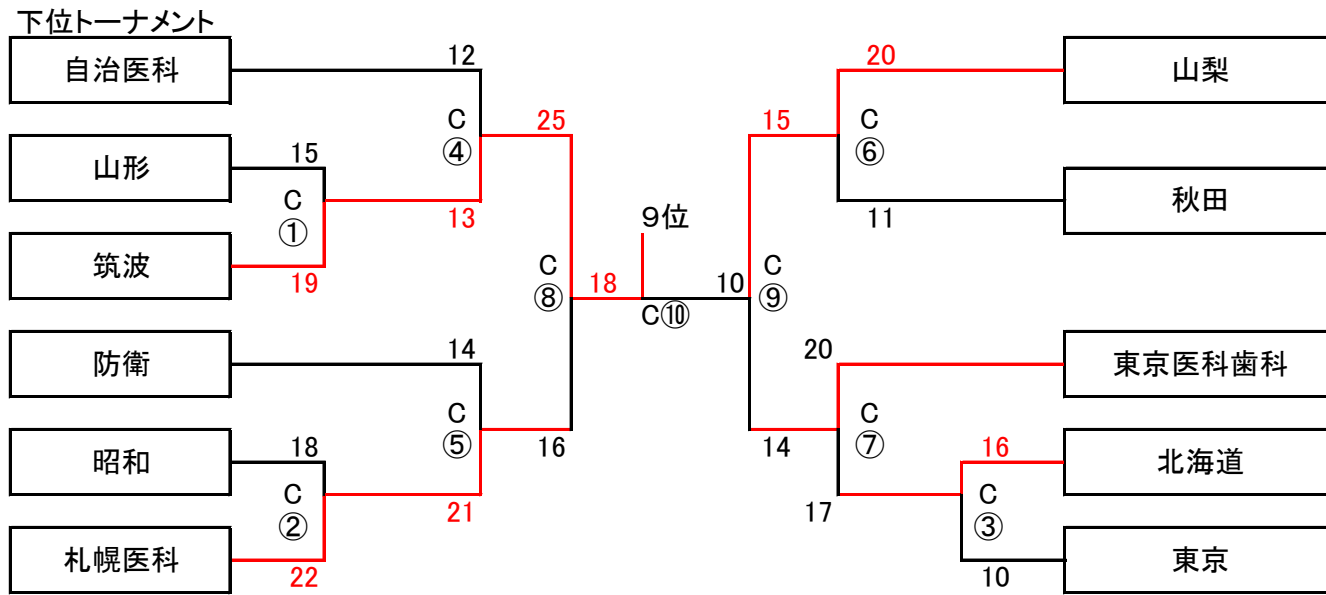 下位トーナメント
自治医科
12
20
山梨
C
④
25
15
C
⑥
山形
15
C
①
13
9位
11
秋田
筑波
19
C
⑧
18
C⑩
10
C
⑨
防衛
14
20
東京医科歯科
C
⑤
16
14
C
⑦
昭和
18
16
北海道
C
②
21
17
C
③
札幌医科
22
10
東京